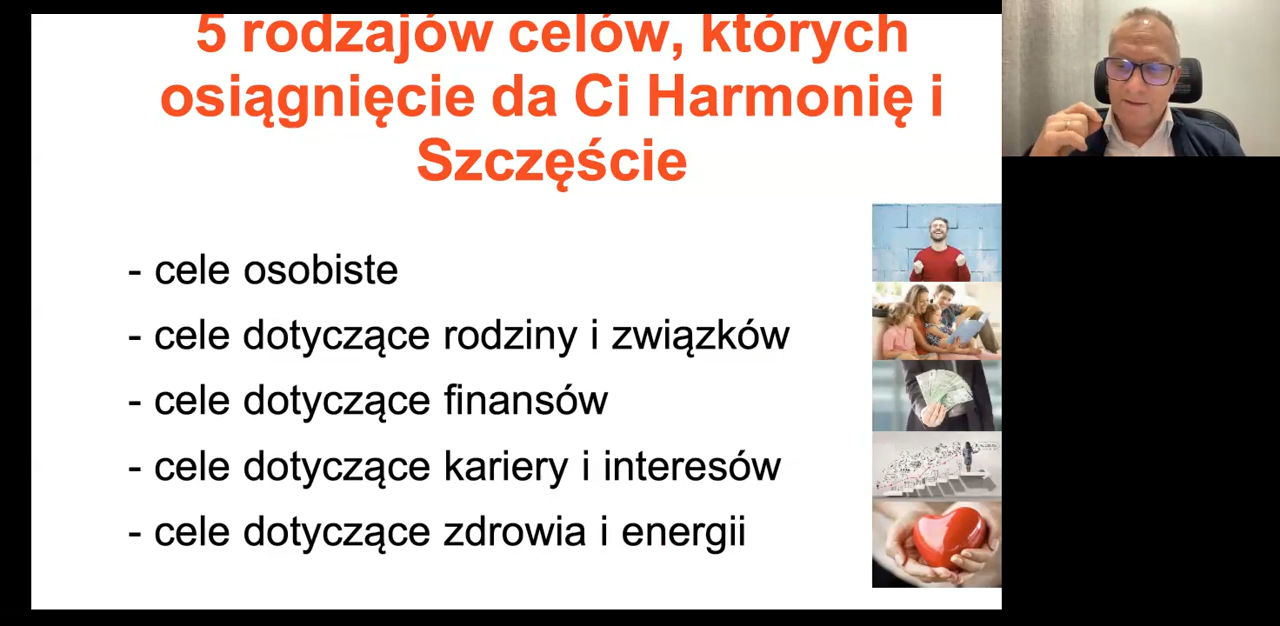 5 rodzajów celów, których
osiągnięcie da Ci Harmonię i
Szczęście
- cele osobiste
- cele dotyczące rodziny i związków
- cele dotyczące finansów
- cele dotyczące kariery i interesów
- cele dotyczące zdrowia i energii